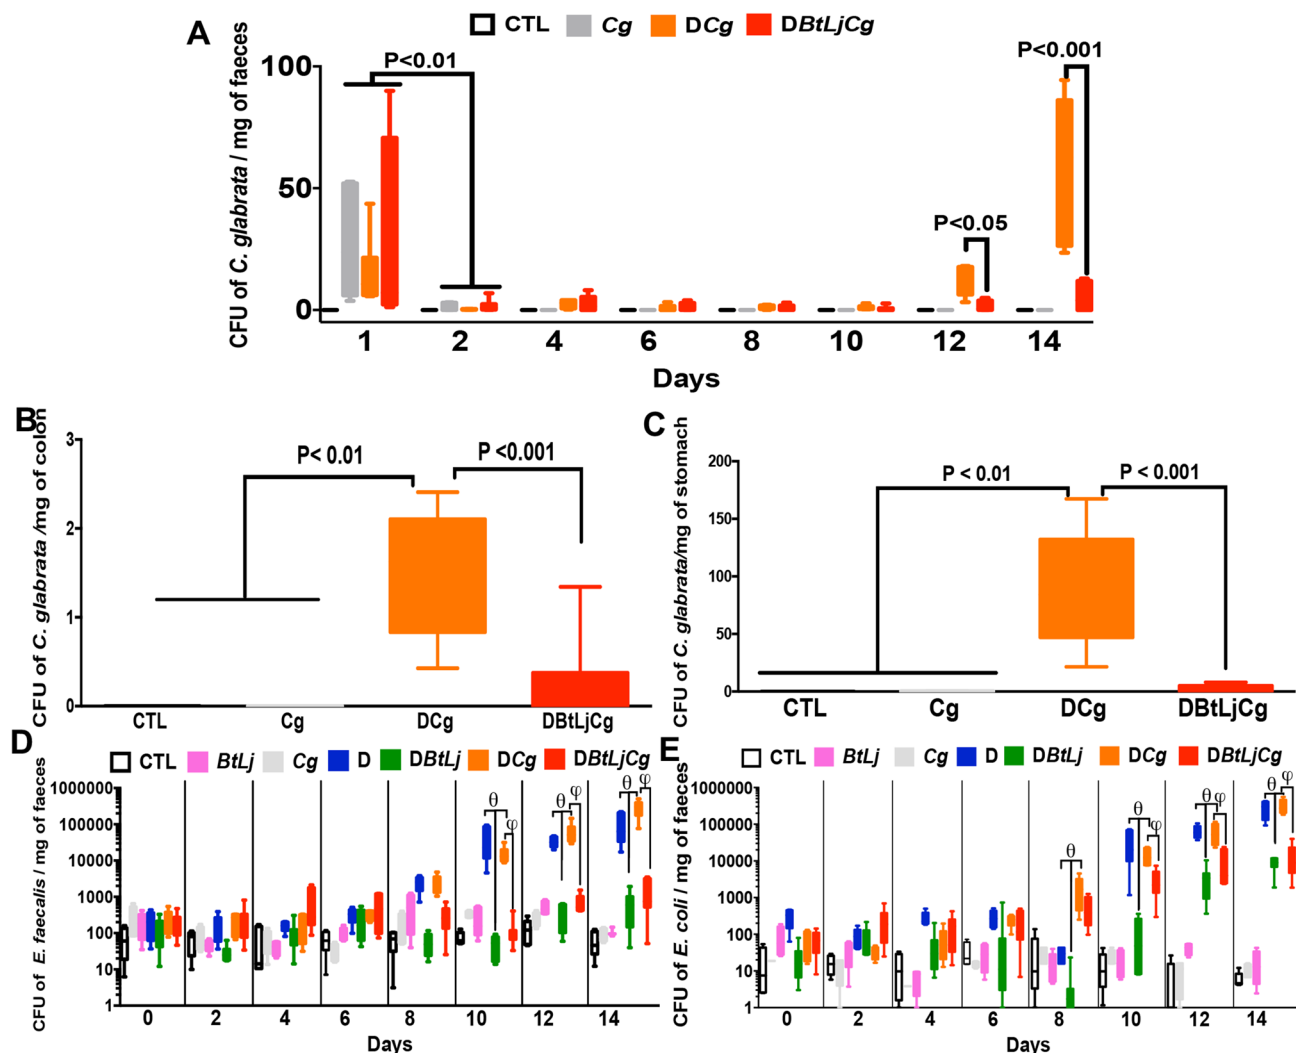 A
CTL Cg DCg DBtLjCg
CFU of C. glabrata / mg of faeces
100
50
0
P<0.01
P<0.05
P<0.001
1 2 4 6 8 10 12 14
Days
B
CFU of C. glabrata /mg of colon
3
2
1
0
P< 0.01
P <0.001
CTL Cg DCg DBtLjCg
C
CFU of C. glabrata/mg of stomach
200
150
100
50
0
P < 0.01
P < 0.001
CTL Cg DCg DBtLjCg
D
CTL BtLj Cg D DBtLj DCg DBtLjCg
CFU of E. faecalis / mg of faeces
1000000
100000
10000
1000
100
10
1
θ φ
θ φ
θ φ
0 2 4 6 8 10 12 14
Days
E
CTL BtLj Cg D DBtLj DCg DBtLjCg
CFU of E. coli / mg of faeces
1000000
100000
10000
1000
100
10
1
θ
θ φ
θ φ
θ φ
0 2 4 6 8 10 12 14
Days